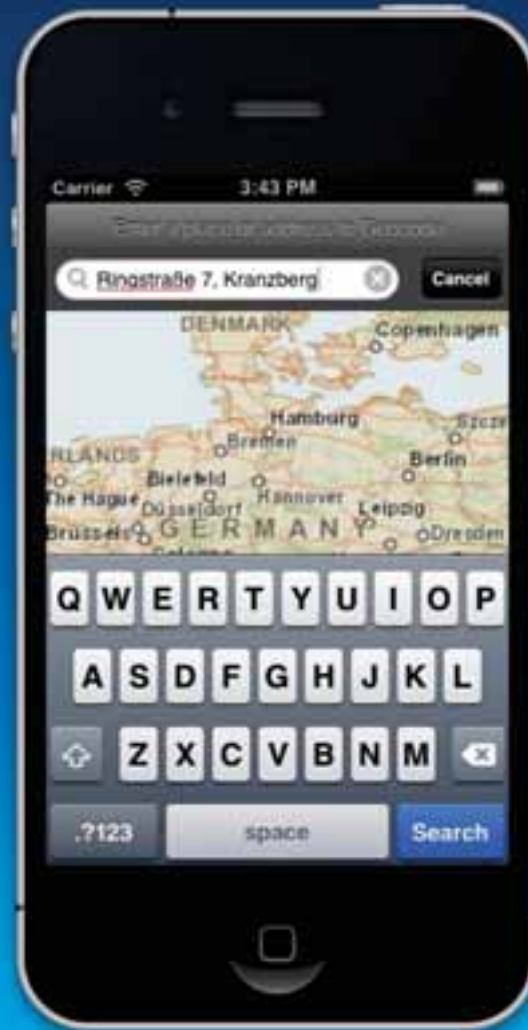 Carrier 3:43 PM
Ringstraße 7, Kranzberg Cancel
DENMARK Copenhagen
Hamburg
Bremen
Berlin
The Hague Bielefeld Hannover
Düsseldorf Leipzig
Brussels GERMANY Dresden
Q W E R T Y U I O P
A S D F G H J K L
Z X C V B N M
.?123 space Search